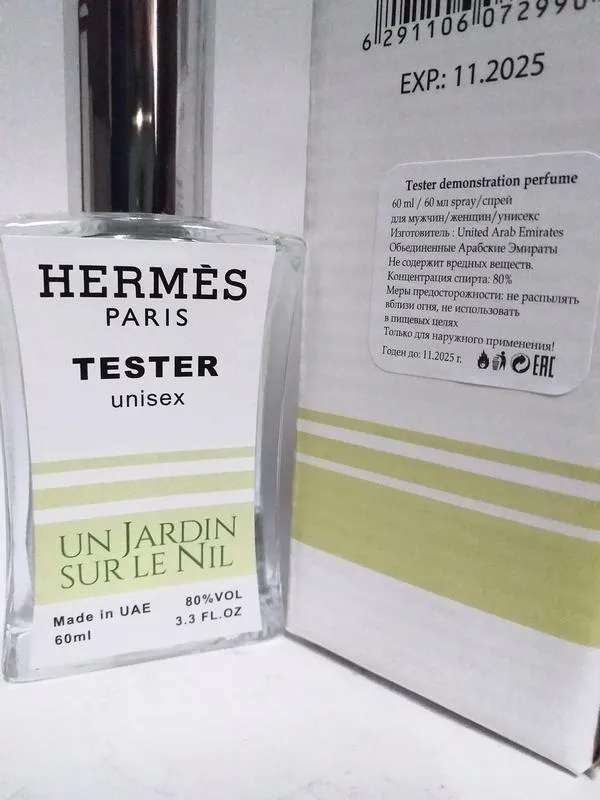 HERMÈS
PARIS
TESTER
unisex
UN JARDIN
SUR LE NIL
Made in UAE
60ml
80%VOL
3.3 FL.OZ
6 291106 072990
EXP.: 11.2025
Tester demonstration perfume
60 ml / 60 мл spray/спрей
для мужчин/женщин/унисекс
Изготовитель : United Arab Emirates
Объединенные Арабские Эмираты
Не содержит вредных веществ.
Концентрация спирта: 80%
Меры предосторожности: не распылять
вблизи огня, не использовать
в пищевых целях
Только для наружного применения!
Годен до: 11.2025 г.
EAC